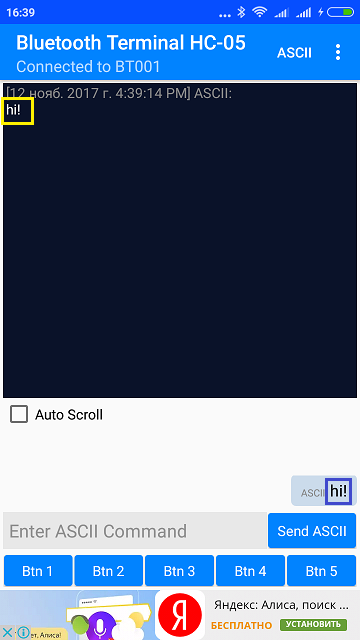 16:39
Bluetooth Terminal HC-05
ASCII
Connected to BT001
[12 нояб. 2017 г. 4:39:14 PM] ASCII:
hi!
Auto Scroll
ASCII hi!
Enter ASCII Command
Send ASCII
Btn 1
Btn 2
Btn 3
Btn 4
Btn 5
ет, Алиса!
Я
Яндекс: Алиса, поиск ...
БЕСПЛАТНО
УСТАНОВИТЬ